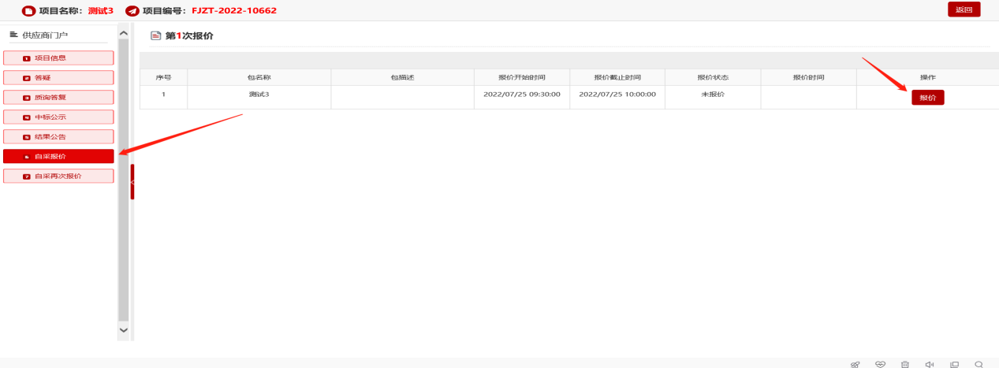 项目名称：测试3 项目编号：FJZT-2022-10662 返回
供应商门户
第1次报价
1 项目信息
2 答疑
3 质询答复
4 中标公示
5 结果公告
6 自采报价
7 自采再次报价
序号 包名称 包描述 报价开始时间 报价截止时间 报价状态 报价时间 操作
1 测试3 2022/07/25 09:30:00 2022/07/25 10:00:00 未报价 报价